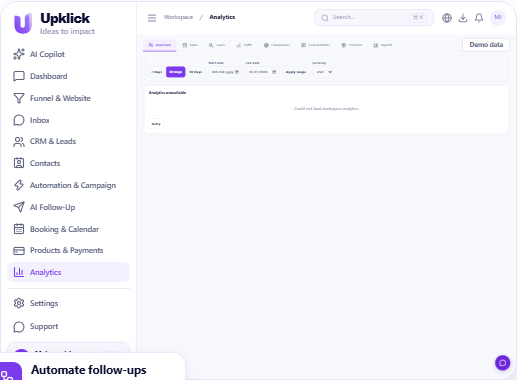 Upklick
Ideas to impact
Workspace / Analytics
Search...
⌘ K
MJ
AI Copilot
Dashboard
Funnel & Website
Inbox
CRM & Leads
Contacts
Automation & Campaign
AI Follow-Up
Booking & Calendar
Products & Payments
Analytics
Settings
Support
Automate follow-ups
Overview
Demo data
Start date
End date
Currency
7 days
30 days
90 days
Apply range
Analytics unavailable
Could not load workspace analytics.
Retry